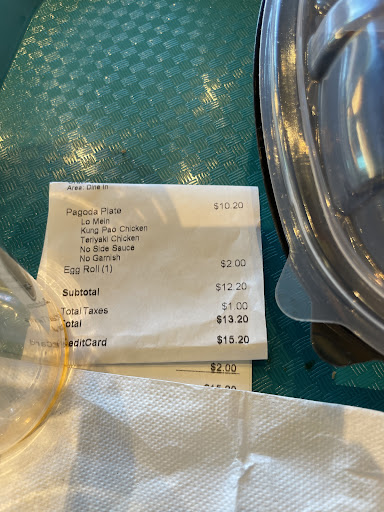 Area: Dine In
Pagoda Plate $10.20
Lo Mein
Kung Pao Chicken
Teriyaki Chicken
No Side Sauce
No Garnish
Egg Roll (1) $2.00
Subtotal $12.20
Total Taxes $1.00
Total $13.20
CreditCard $15.20
$2.00